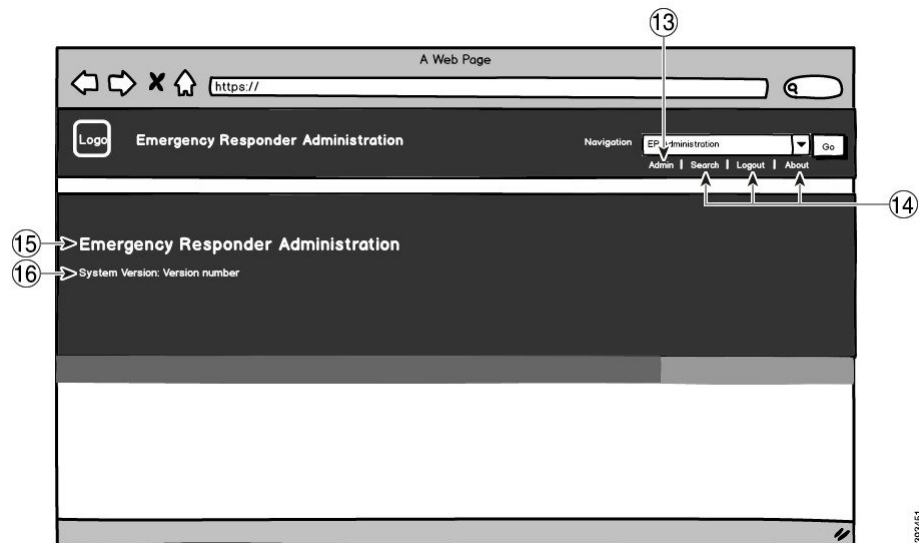 13
A Web Page
https://
Logo
Emergency Responder Administration
Navigation
Administration
Go
Admin | Search | Logout | About
14
15
Emergency Responder Administration
16
System Version: Version number